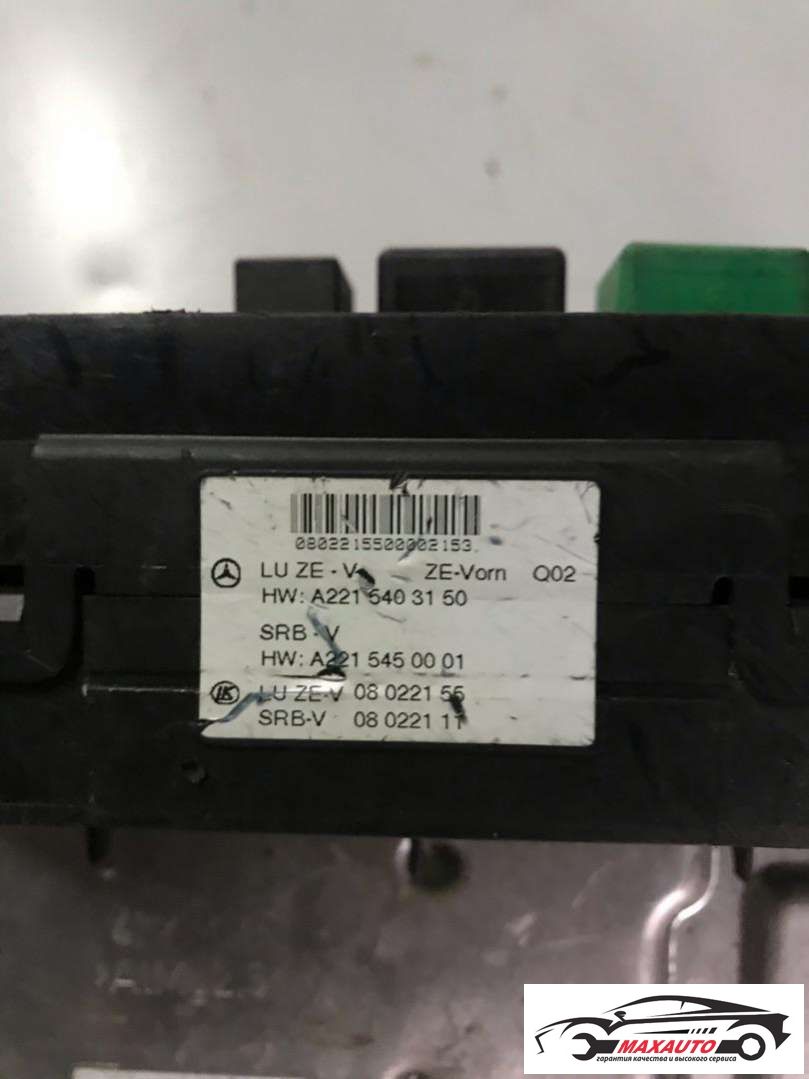 0802215500002153
LU ZE - V ZE-Vorn Q02
HW: A221 540 31 50
SRB - V
HW: A221 545 00 01
LK LU ZE-V 08 0221 55
SRB-V 08 0221 11
MAXAUTO
гарантия качества и высокого сервиса